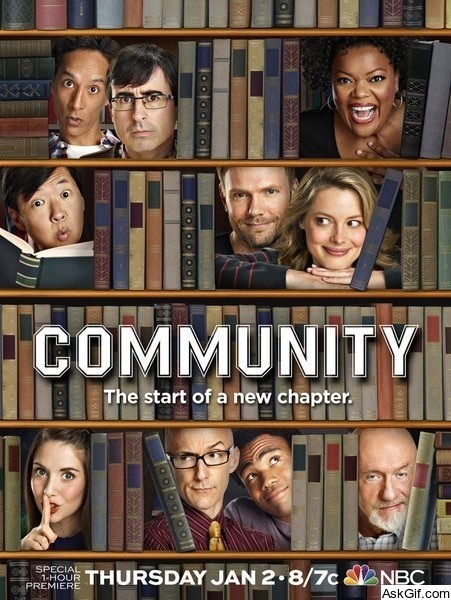 COMMUNITY
The start of a new chapter.
SPECIAL
1-HOUR
PREMIERE
THURSDAY JAN 2 • 8/7c NBC
AskGif.com